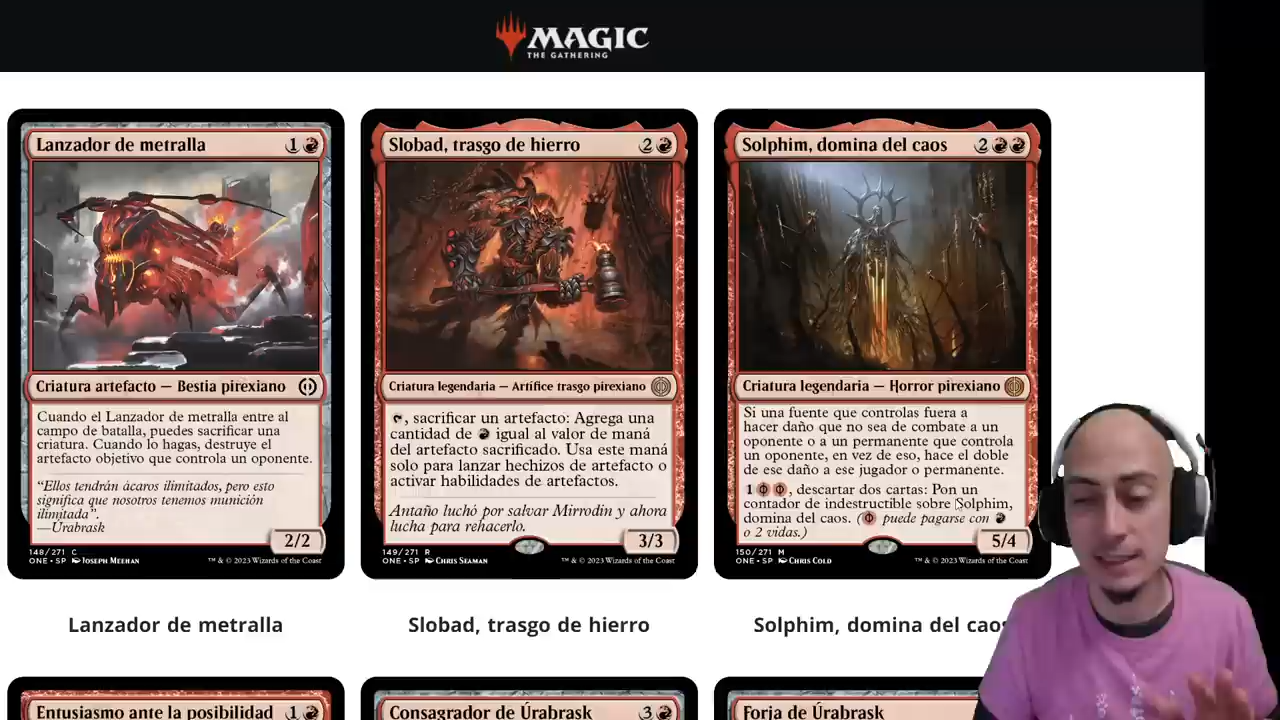 MAGIC
THE GATHERING
Lanzador de metralla 1
Criatura artefacto — Bestia pirexiano
Cuando el Lanzador de metralla entre al
campo de batalla, puedes sacrificar una
criatura. Cuando lo hagas, destruye el
artefacto objetivo que controla un oponente.
“Ellos tendrán ácaros ilimitados, pero esto
significa que nosotros tenemos munición
ilimitada”.
—Urabrask
2/2
148/271 C
ONE • SP JOSEPH MEEHAN
™ & © 2023 Wizards of the Coast
Slobad, trasgo de hierro 2
Criatura legendaria — Artífice trasgo pirexiano
, sacrificar un artefacto: Agrega una
cantidad de igual al valor de maná
del artefacto sacrificado. Usa este maná
solo para lanzar hechizos de artefacto o
activar habilidades de artefactos.
Antaño luchó por salvar Mirrodin y ahora
lucha para rehacerlo.
3/3
149/271 R
ONE • SP CHRIS SEAMAN
™ & © 2023 Wizards of the Coast
Solphim, domina del caos 2
Criatura legendaria — Horror pirexiano
Si una fuente que controlas fuera a
hacer daño que no sea de combate a un
oponente o a un permanente que controla
un oponente, en vez de eso, hace el doble
de ese daño a ese jugador o permanente.
1 , descartar dos cartas: Pon un
contador de indestructible sobre Solphim,
domina del caos. ( puede pagarse con
o 2 vidas.)
5/4
150/271 M
ONE • SP CHRIS COLD
™ & © 2023 Wizards of the Coast
Lanzador de metralla
Slobad, trasgo de hierro
Solphim, domina del caos
Entusiasmo ante la posibilidad 1
Consagrador de Úrabrask 3
Forja de Úrabrask